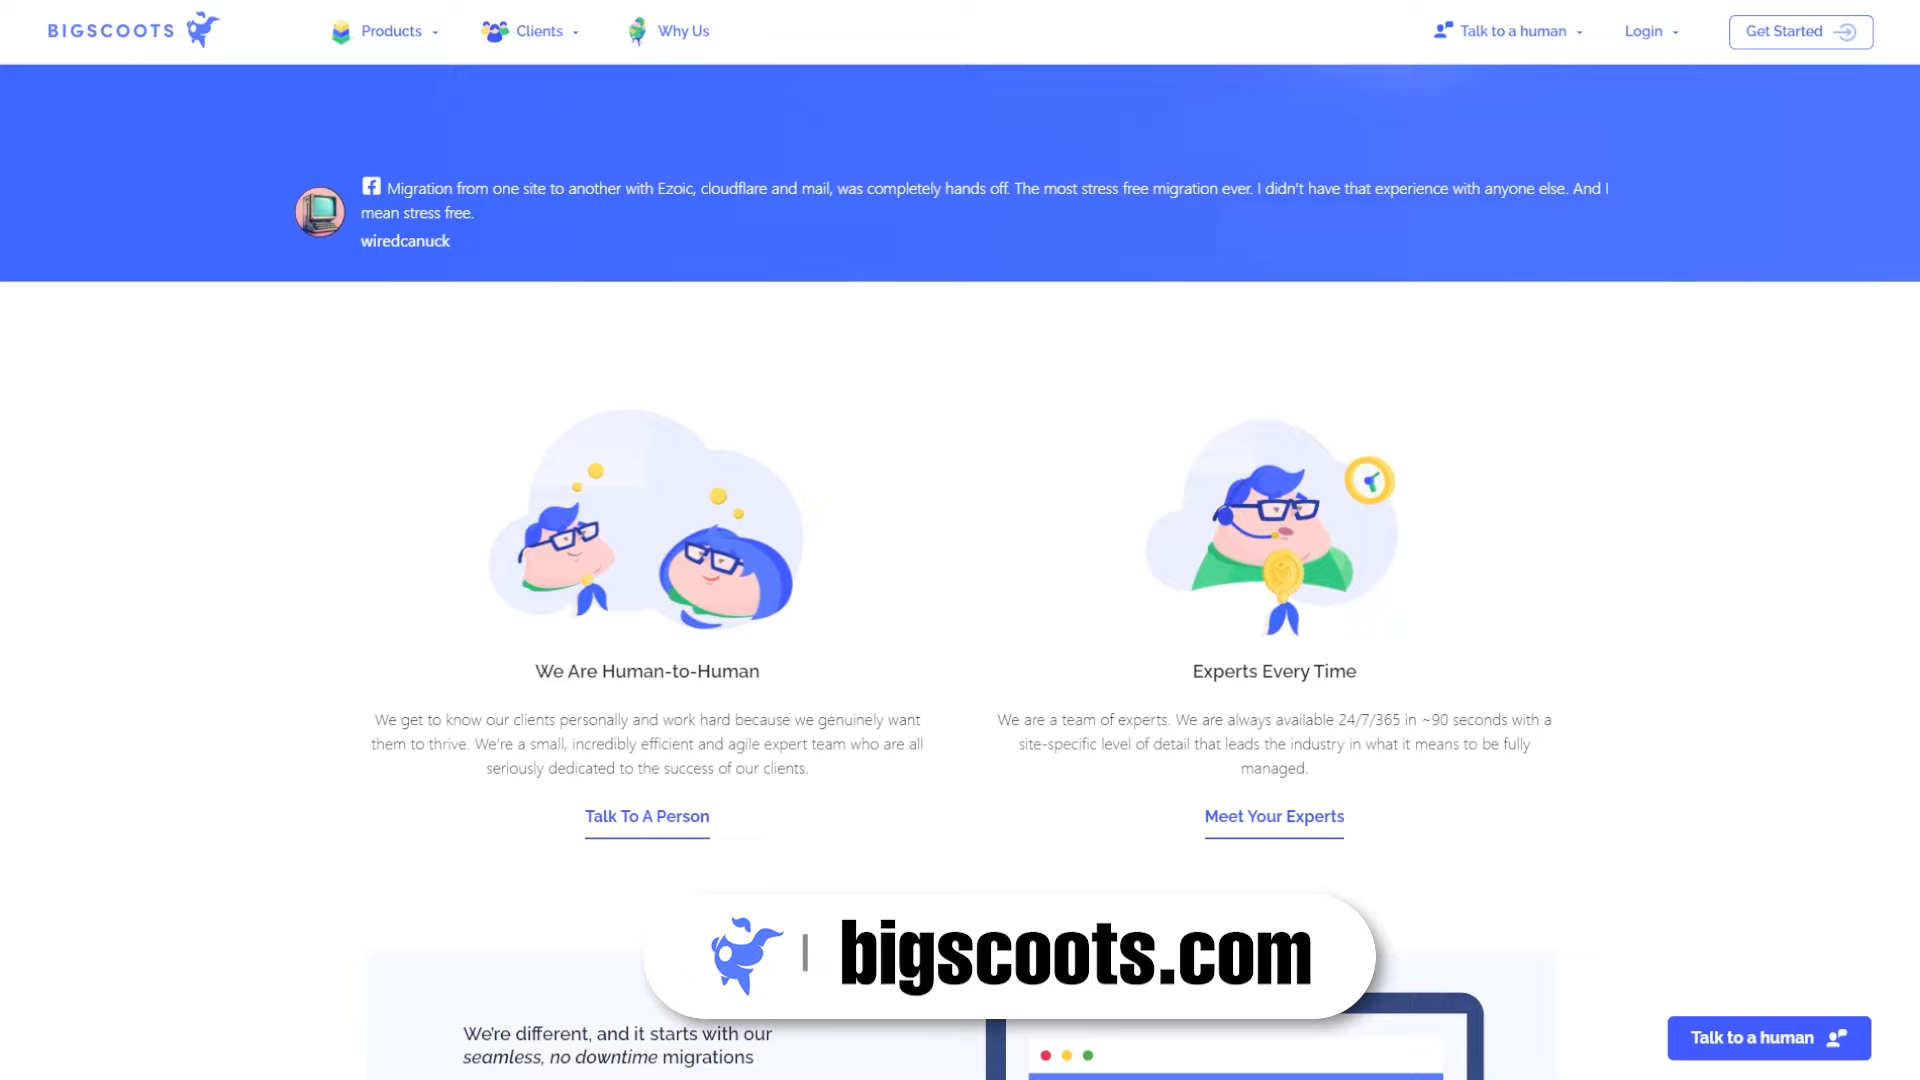 BIGSCOOTS
Products
Clients
Why Us
Talk to a human
Login
Get Started
Migration from one site to another with Ezoic, cloudflare and mail, was completely hands off. The most stress free migration ever. I didn't have that experience with anyone else. And I
mean stress free.
wiredcanuck
We Are Human-to-Human
We get to know our clients personally and work hard because we genuinely want
them to thrive. We're a small, incredibly efficient and agile expert team who are all
seriously dedicated to the success of our clients.
Talk To A Person
Experts Every Time
We are a team of experts. We are always available 24/7/365 in ~90 seconds with a
site-specific level of detail that leads the industry in what it means to be fully
managed.
Meet Your Experts
bigscoots.com
We're different, and it starts with our
seamless, no downtime migrations
Talk to a human